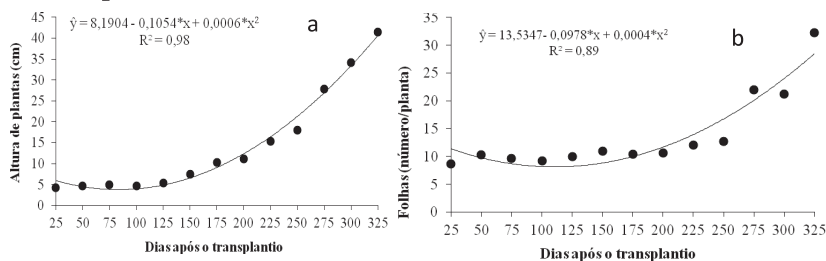 ŷ = 8,1904 - 0,1054*x + 0,0006*x²
R² = 0,98
a
Altura de plantas (cm)
45
40
35
30
25
20
15
10
5
0
25 50 75 100 125 150 175 200 225 250 275 300 325
Dias após o transplantio
ŷ = 13,5347- 0,0978*x + 0,0004*x²
R² = 0,89
b
Folhas (número/planta)
35
30
25
20
15
10
5
0
25 50 75 100 125 150 175 200 225 250 275 300 325
Dias após o transplantio